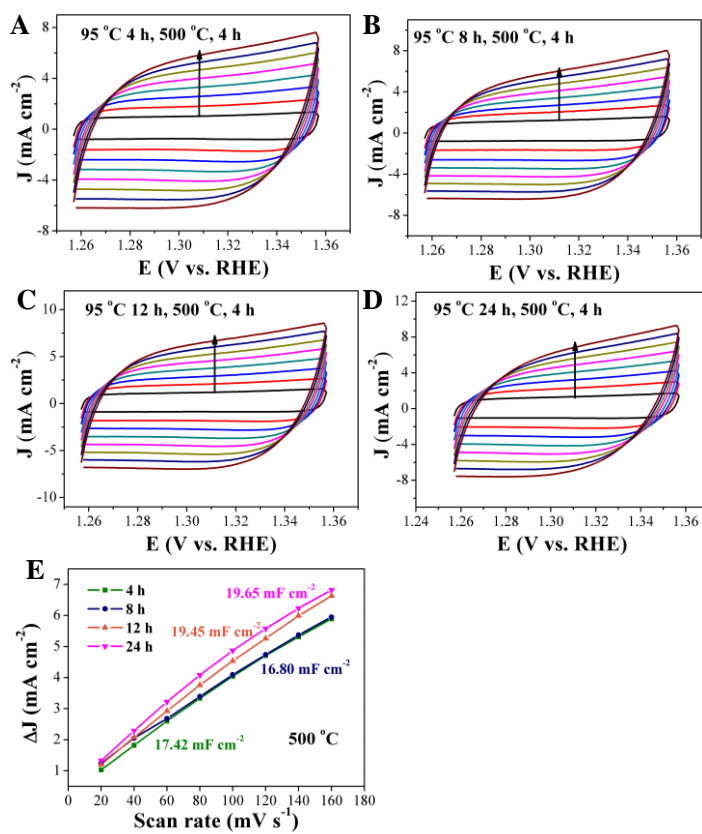 A
95 °C 4 h, 500 °C, 4 h
J (mA cm⁻²)
8
4
0
-4
-8
1.26 1.28 1.30 1.32 1.34 1.36
E (V vs. RHE)
B
95 °C 8 h, 500 °C, 4 h
J (mA cm⁻²)
8
4
0
-4
-8
-12
1.26 1.28 1.30 1.32 1.34 1.36
E (V vs. RHE)
C
95 °C 12 h, 500 °C, 4 h
J (mA cm⁻²)
10
5
0
-5
-10
1.26 1.28 1.30 1.32 1.34 1.36
E (V vs. RHE)
D
95 °C 24 h, 500 °C, 4 h
J (mA cm⁻²)
12
8
4
0
-4
-8
-12
1.24 1.26 1.28 1.30 1.32 1.34 1.36
E (V vs. RHE)
E
4 h
8 h
12 h
24 h
19.65 mF cm⁻²
19.45 mF cm⁻²
16.80 mF cm⁻²
17.42 mF cm⁻²
500 °C
ΔJ (mA cm⁻²)
7
6
5
4
3
2
1
0 20 40 60 80 100 120 140 160 180
Scan rate (mV s⁻¹)